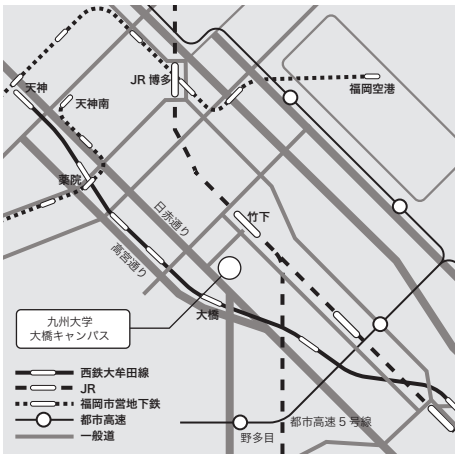 JR 博多
福岡空港
天神
天神南
薬院
日赤通り
竹下
高宮通り
大橋
九州大学
大橋キャンパス
西鉄大牟田線
JR
福岡市営地下鉄
都市高速
一般道
都市高速 5 号線
野多目